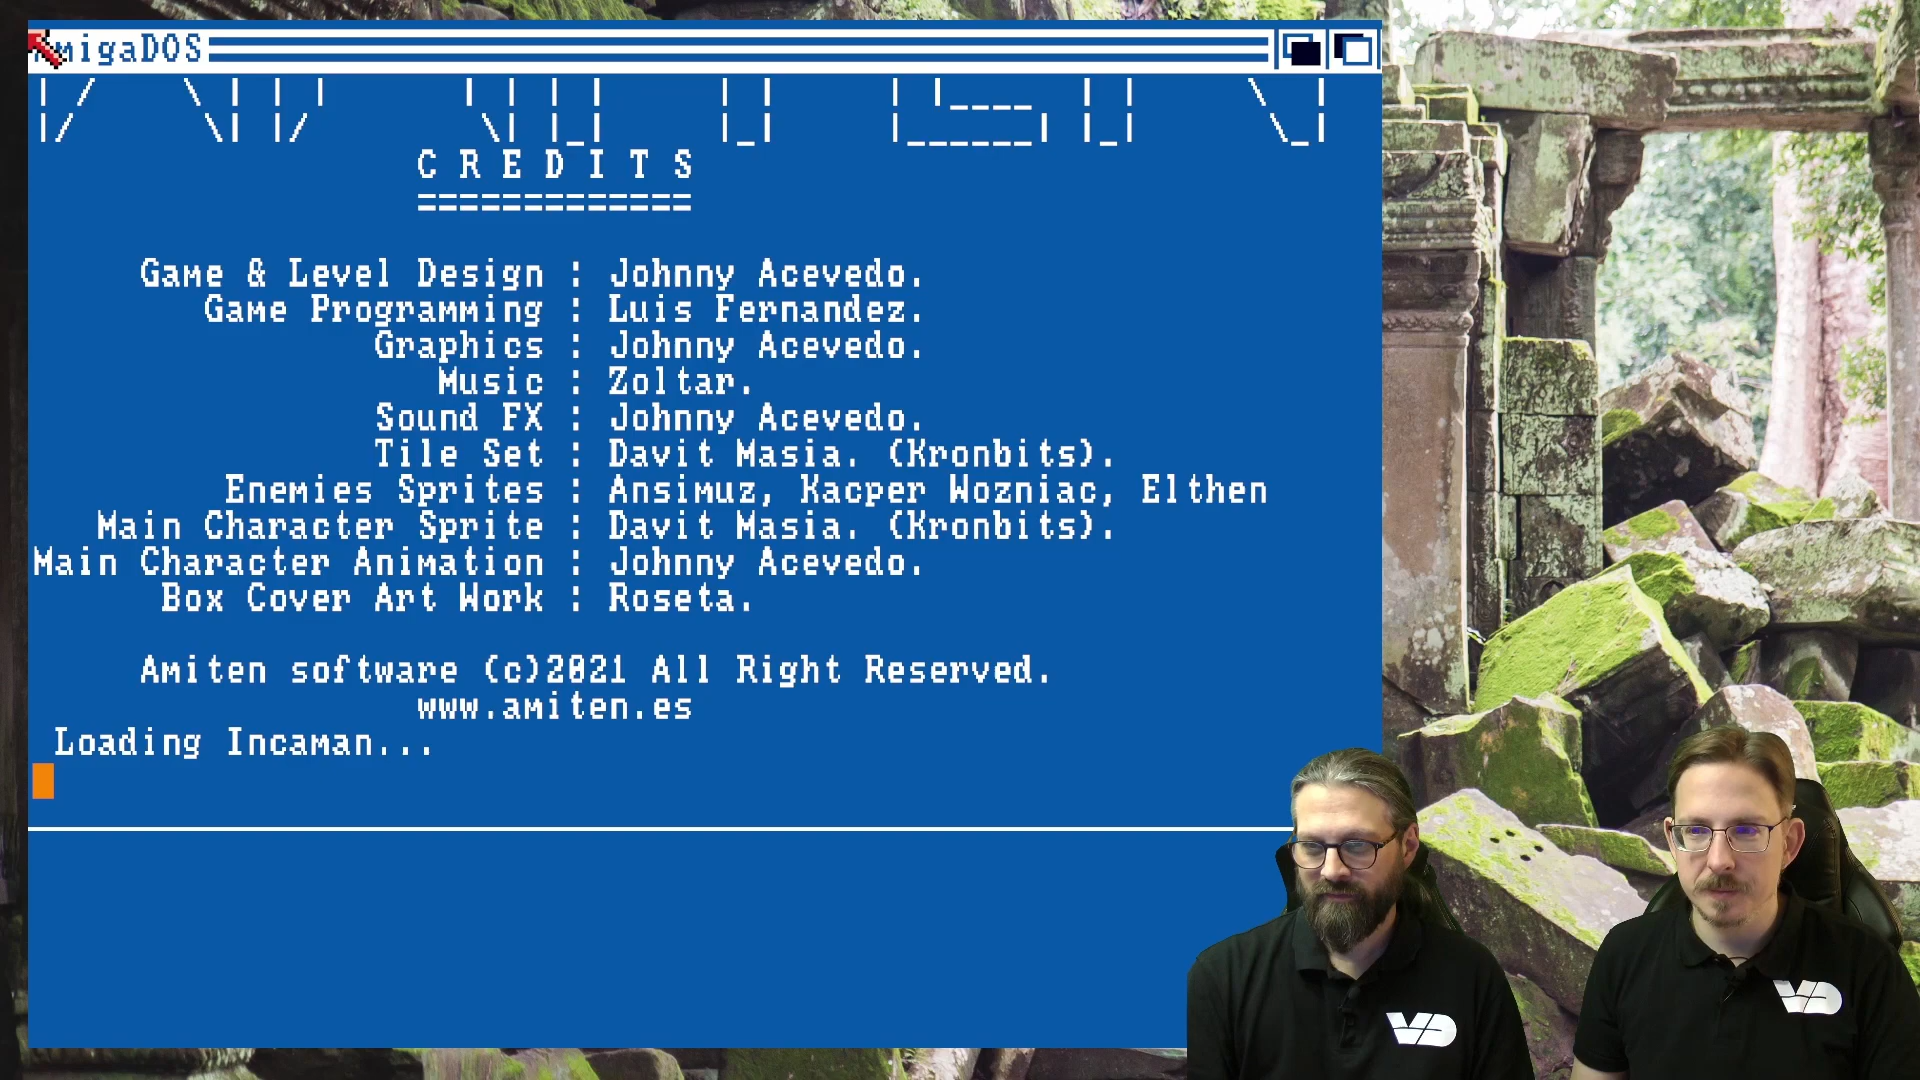 AmigaDOS
C R E D I T S
=============
Game & Level Design : Johnny Acevedo.
Game Programming : Luis Fernandez.
Graphics : Johnny Acevedo.
Music : Zoltar.
Sound FX : Johnny Acevedo.
Tile Set : Davit Masia. (Kronbits).
Enemies Sprites : Ansimuz, Kacper Wozniac, Elthen
Main Character Sprite : Davit Masia. (Kronbits).
Main Character Animation : Johnny Acevedo.
Box Cover Art Work : Roseta.
Amiten software (c)2021 All Right Reserved.
www.amiten.es
Loading Incaman...
VD
VD